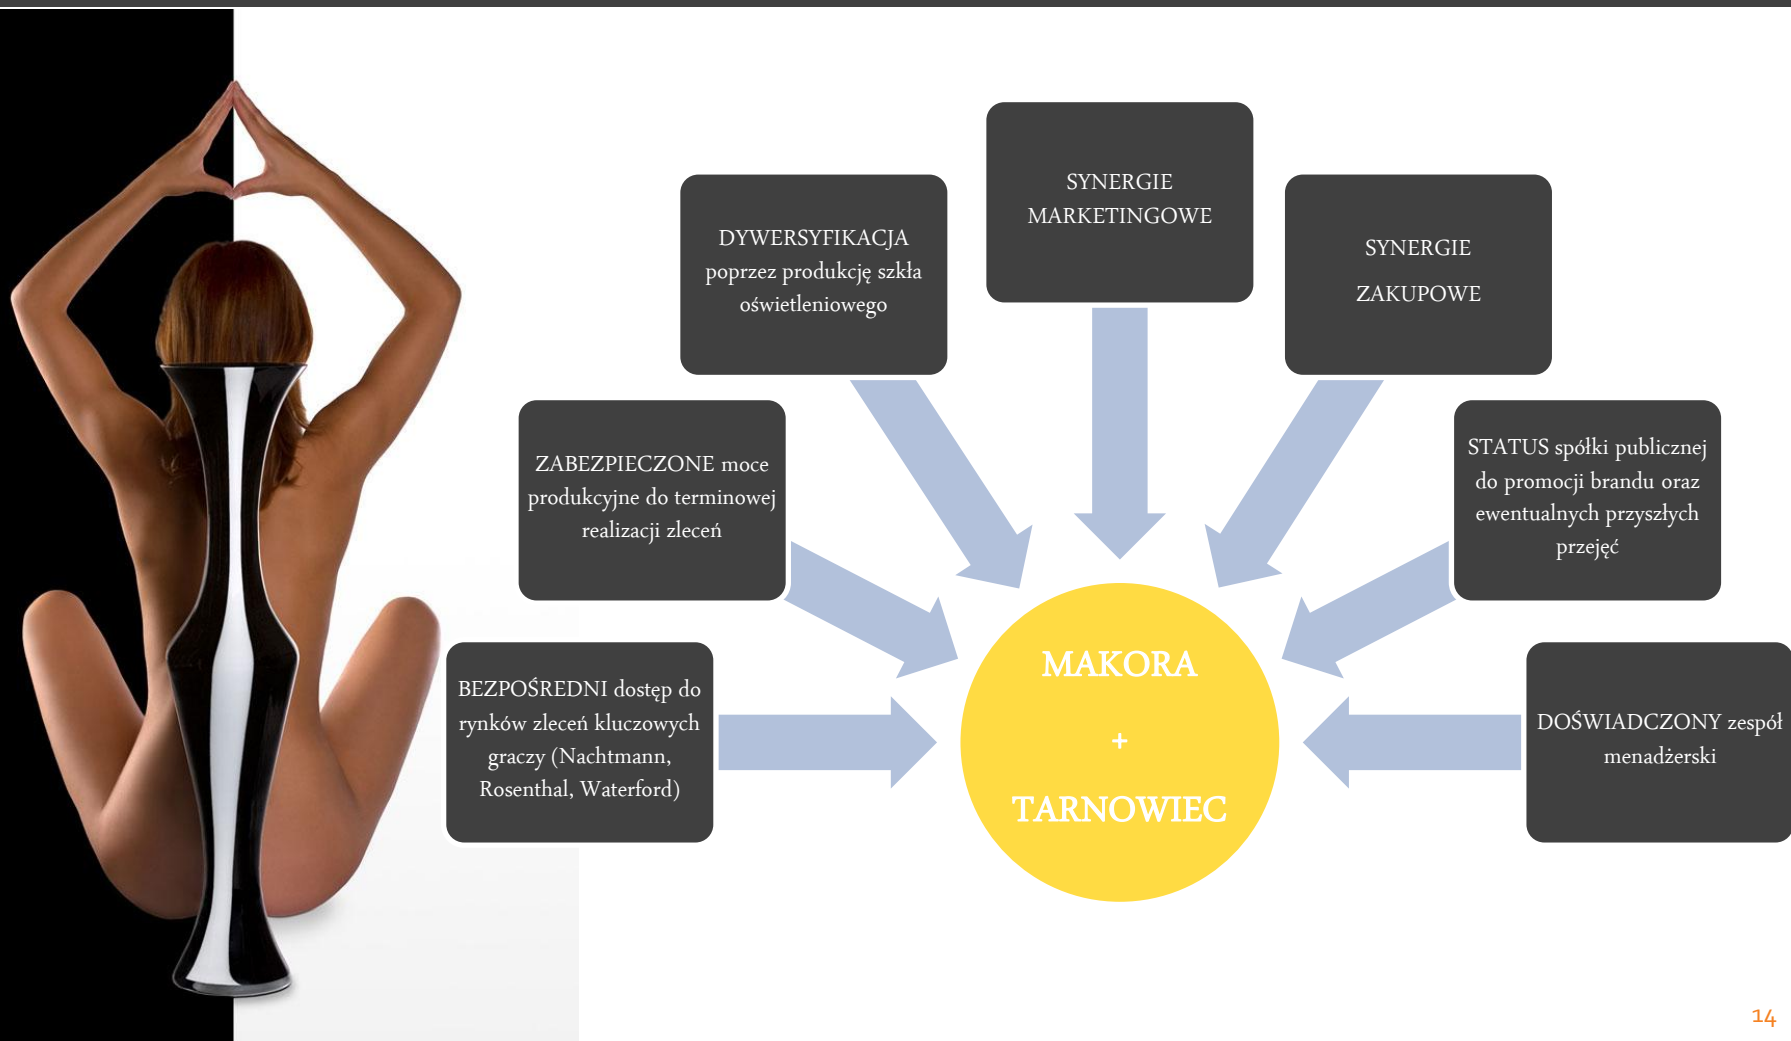 SYNERGIE
MARKETINGOWE
DYWERSYFIKACJA
poprzez produkcję szkła
oświetleniowego
SYNERGIE
ZAKUPOWE
ZABEZPIECZONE moce
produkcyjne do terminowej
realizacji zleceń
STATUS spółki publicznej
do promocji brandu oraz
ewentualnych przyszłych
przejęć
BEZPOŚREDNI dostęp do
rynków zleceń kluczowych
graczy (Nachtmann,
Rosenthal, Waterford)
MAKORA
+
TARNOWIEC
DOŚWIADCZONY zespół
menadżerski
14